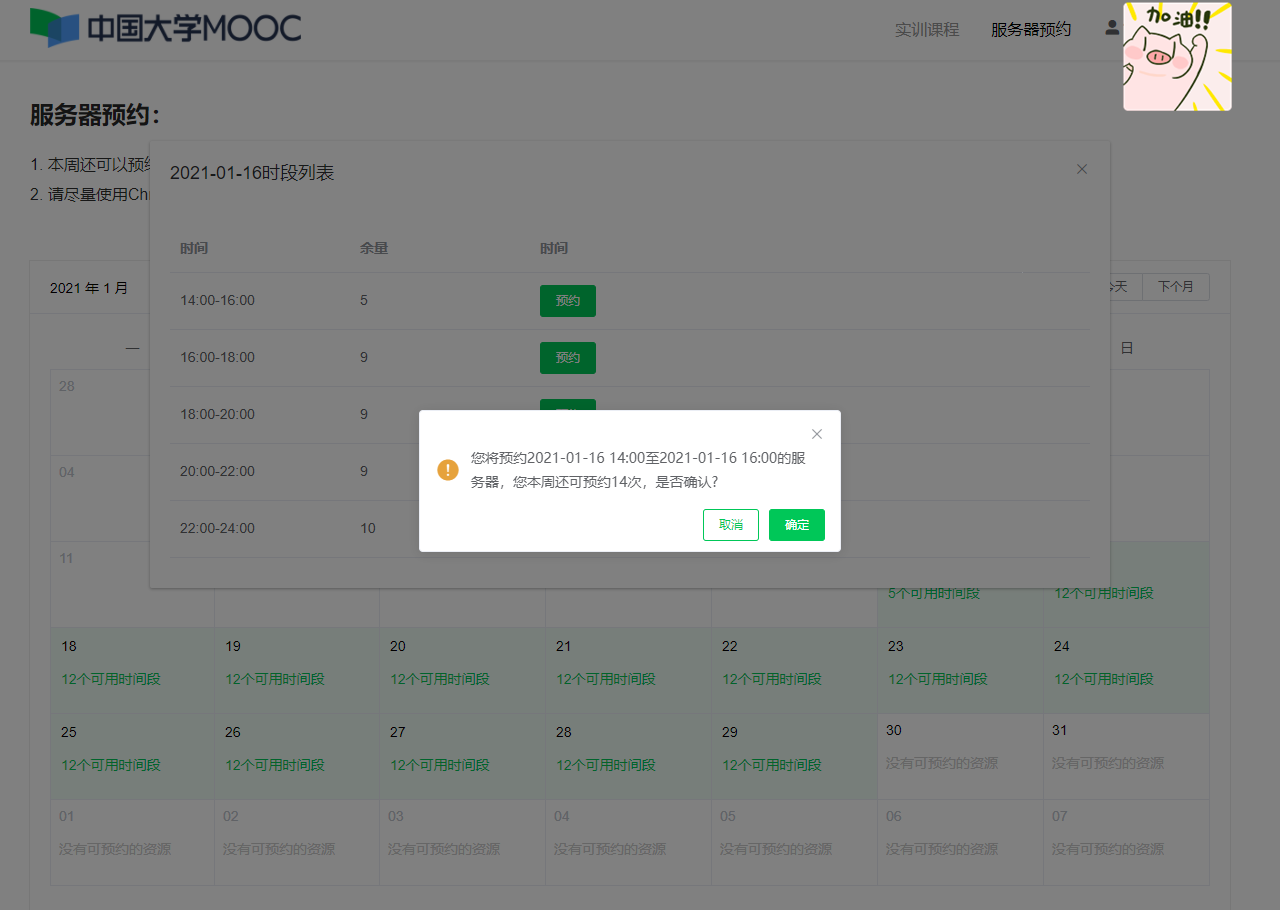 中国大学MOOC
实训课程 服务器预约
加油!!
服务器预约：
1. 本周还可以预约
2. 请尽量使用Ch
2021-01-16时段列表
时间 余量 时间
14:00-16:00 5 预约
16:00-18:00 9 预约
18:00-20:00 9
20:00-22:00 9
22:00-24:00 10
您将预约2021-01-16 14:00至2021-01-16 16:00的服
务器，您本周还可预约14次，是否确认?
取消 确定
2021 年 1 月 今天 下个月
一 日
28
04
11
5个可用时间段 12个可用时间段
18 19 20 21 22 23 24
12个可用时间段 12个可用时间段 12个可用时间段 12个可用时间段 12个可用时间段 12个可用时间段 12个可用时间段
25 26 27 28 29 30 31
12个可用时间段 12个可用时间段 12个可用时间段 12个可用时间段 12个可用时间段 没有可预约的资源 没有可预约的资源
01 02 03 04 05 06 07
没有可预约的资源 没有可预约的资源 没有可预约的资源 没有可预约的资源 没有可预约的资源 没有可预约的资源 没有可预约的资源